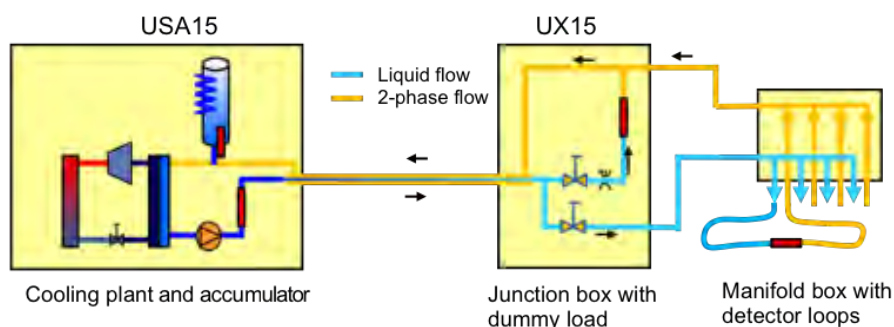 USA15
UX15
Liquid flow
2-phase flow
Cooling plant and accumulator
Junction box with
dummy load
Manifold box with
detector loops